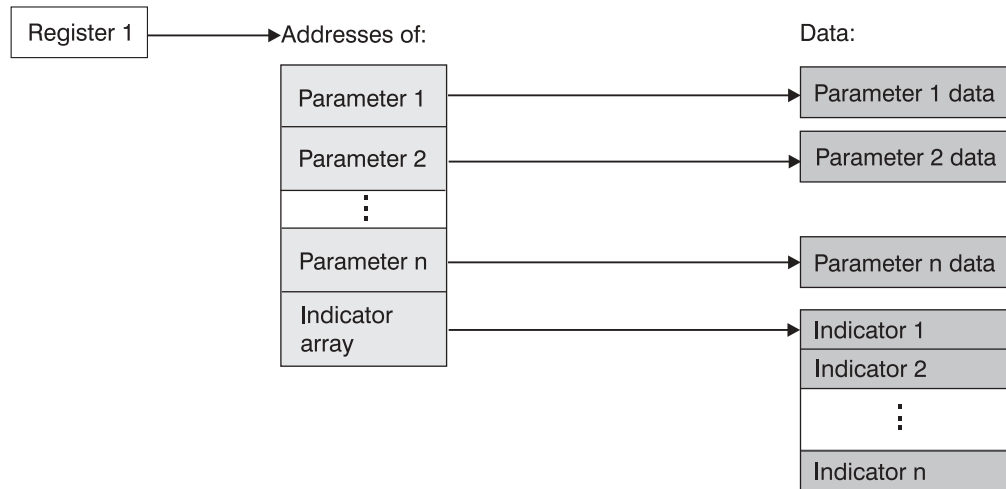 Register 1
Addresses of:
Data:
Parameter 1
Parameter 1 data
Parameter 2
Parameter 2 data
Parameter n
Parameter n data
Indicator
array
Indicator 1
Indicator 2
Indicator n